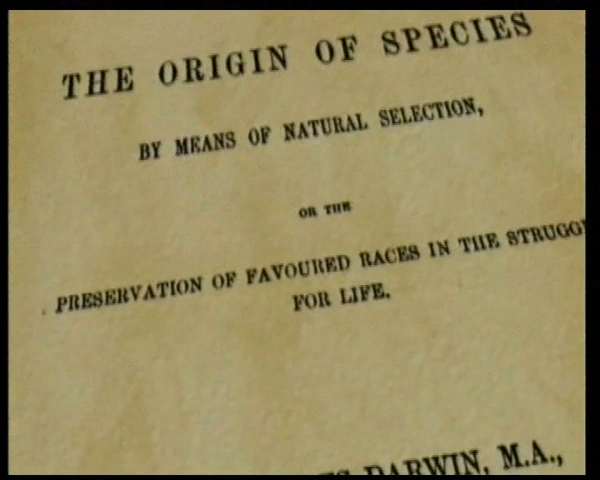 THE ORIGIN OF SPECIES
BY MEANS OF NATURAL SELECTION,
OR THE
PRESERVATION OF FAVOURED RACES IN THE STRUGG
FOR LIFE.
DARWIN, M.A.,